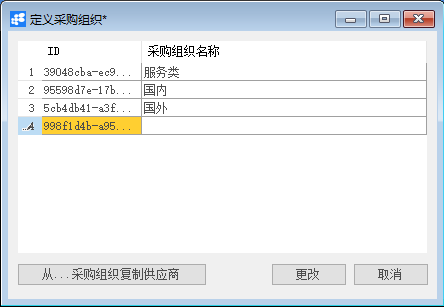 定义采购组织*
ID 采购组织名称
1 39048cba-ec9... 服务类
2 95598d7e-17b... 国内
3 5cb4db41-a3f... 国外
4 998f1d4b-a95...
从...采购组织复制供应商 更改 取消